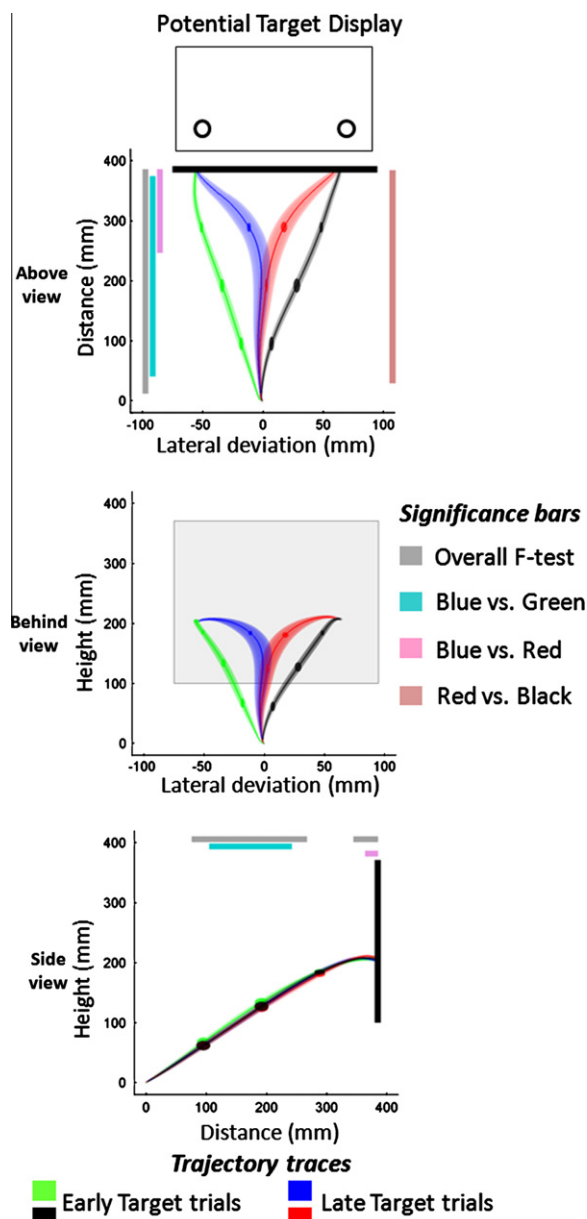 Potential Target Display
400
300
200
100
0
Above view
Distance (mm)
-100 -50 0 50 100
Lateral deviation (mm)
400
300
200
100
0
Behind view
Height (mm)
-100 -50 0 50 100
Lateral deviation (mm)
Significance bars
Overall F-test
Blue vs. Green
Blue vs. Red
Red vs. Black
400
300
200
100
0
Side view
Height (mm)
0 100 200 300 400
Distance (mm)
Trajectory traces
Early Target trials
Late Target trials